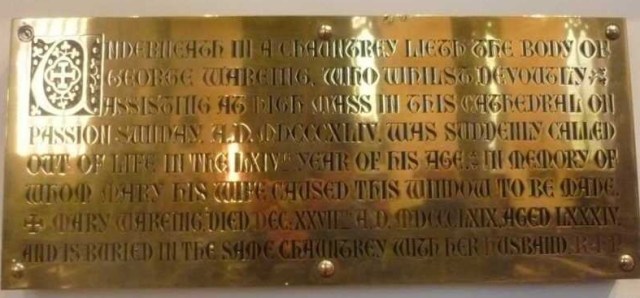 UNDERNEATH IN A CHAUNTREY LIETH THE BODY OF
GEORGE WAREING, WHO WHILST DEVOUTLY
ASSISTING AT HIGH MASS IN THIS CATHEDRAL ON
PASSION SUNDAY, A.D. MDCCCXLIV, WAS SUDDENLY CALLED
OUT OF LIFE IN THE LXIVTH YEAR OF HIS AGE. IN MEMORY OF
WHOM MARY HIS WIFE CAUSED THIS WINDOW TO BE MADE.
✠ MARY WAREING, DIED DEC: XXVIITH A.D. MDCCCLXIX, AGED LXXXIV,
AND IS BURIED IN THE SAME CHAUNTREY WITH HER HUSBAND. R.I.P.